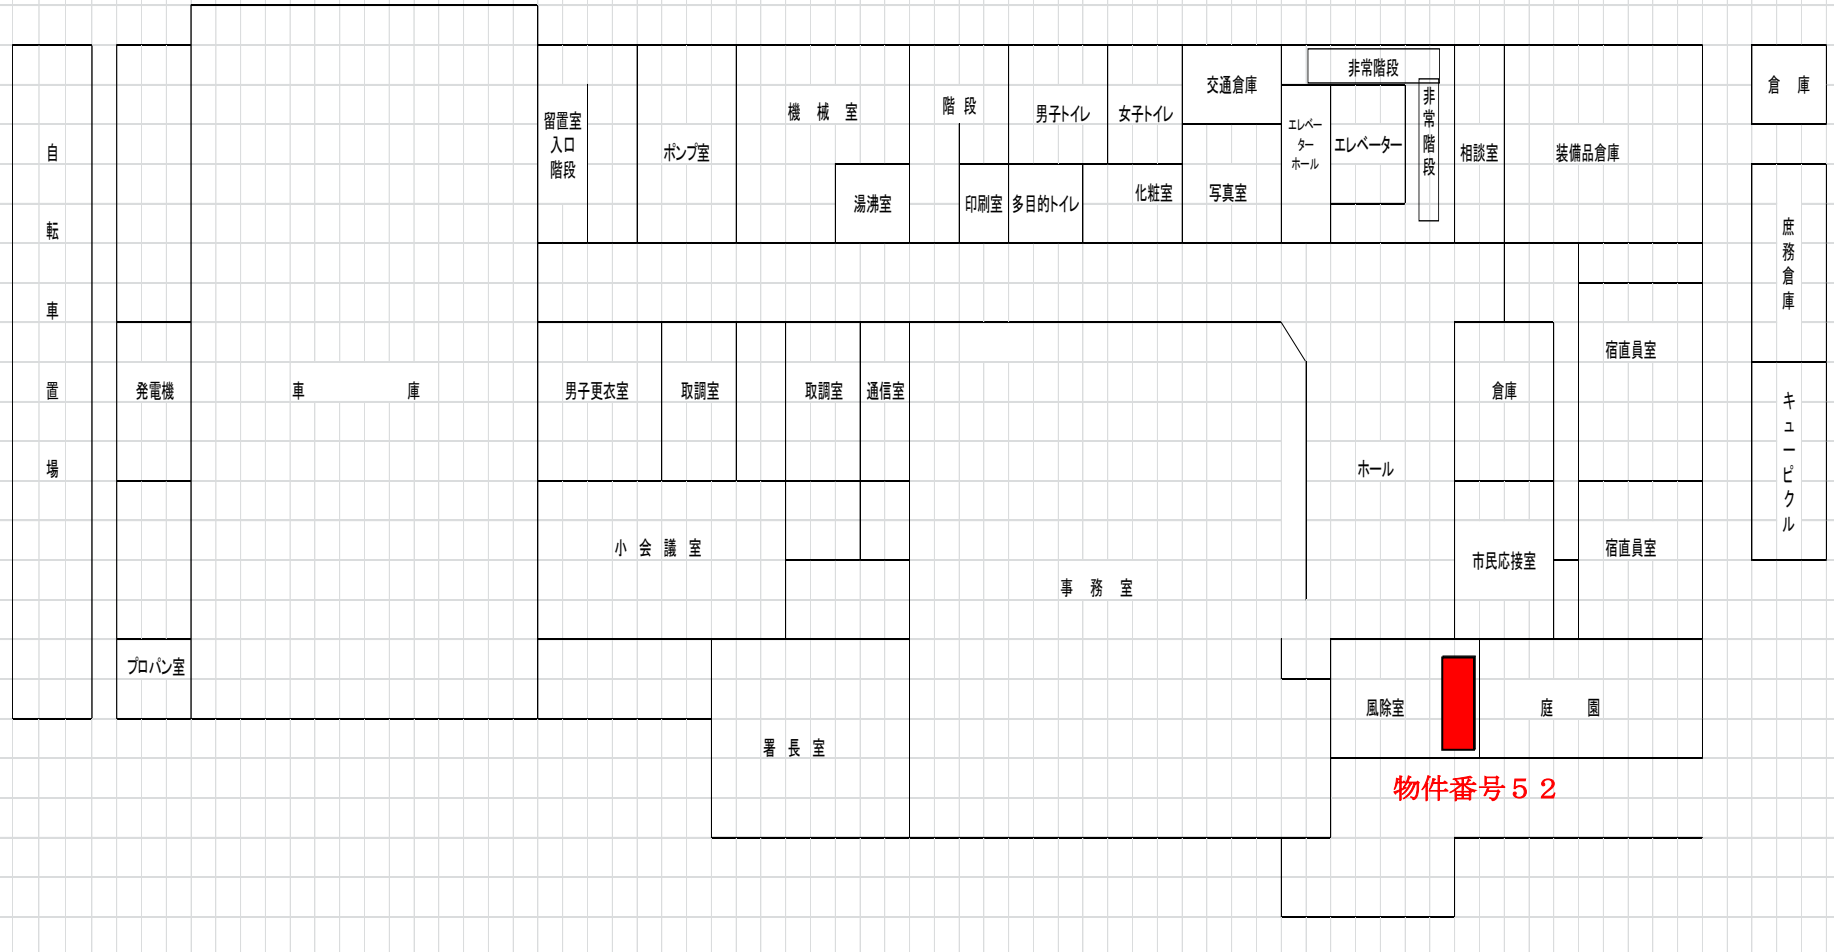 自転車置場
発電機
プロパン室
車庫
留置室
入口
階段
ポンプ室
機械室
湯沸室
階段
印刷室
男子トイレ
多目的トイレ
女子トイレ
化粧室
交通倉庫
写真室
エレベー
ター
ホール
エレベーター
非常階段
非常階段
相談室
装備品倉庫
倉庫
庶務倉庫
キュービクル
男子更衣室
取調室
取調室
通信室
小会議室
事務室
署長室
ホール
倉庫
市民応接室
宿直員室
宿直員室
風除室
庭園
物件番号52